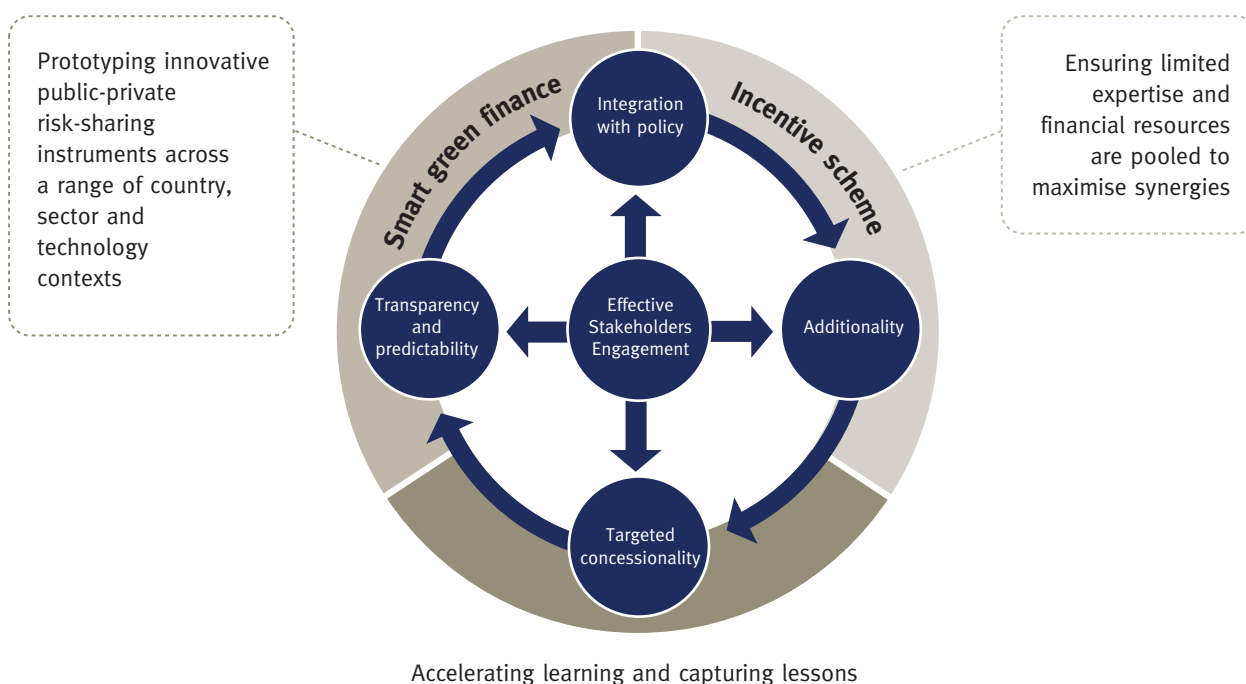 Prototyping innovative
public-private
risk-sharing
instruments across
a range of country,
sector and
technology
contexts
Smart green finance
Incentive scheme
Ensuring limited
expertise and
financial resources
are pooled to
maximise synergies
Integration
with policy
Transparency
and
predictability
Effective
Stakeholders
Engagement
Additionality
Targeted
concessionality
Accelerating learning and capturing lessons